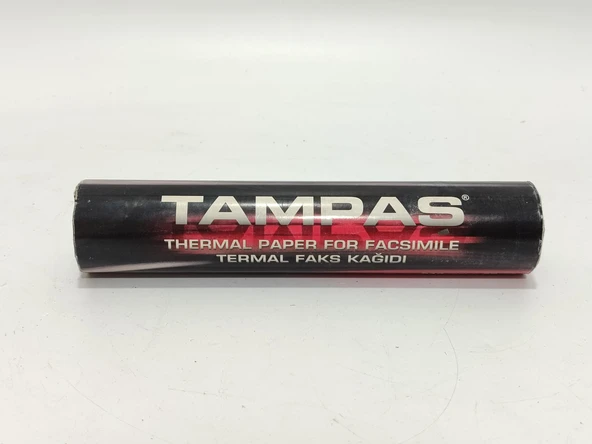 TAMPAS®
THERMAL PAPER FOR FACSIMILE
TERMAL FAKS KAĞIDI